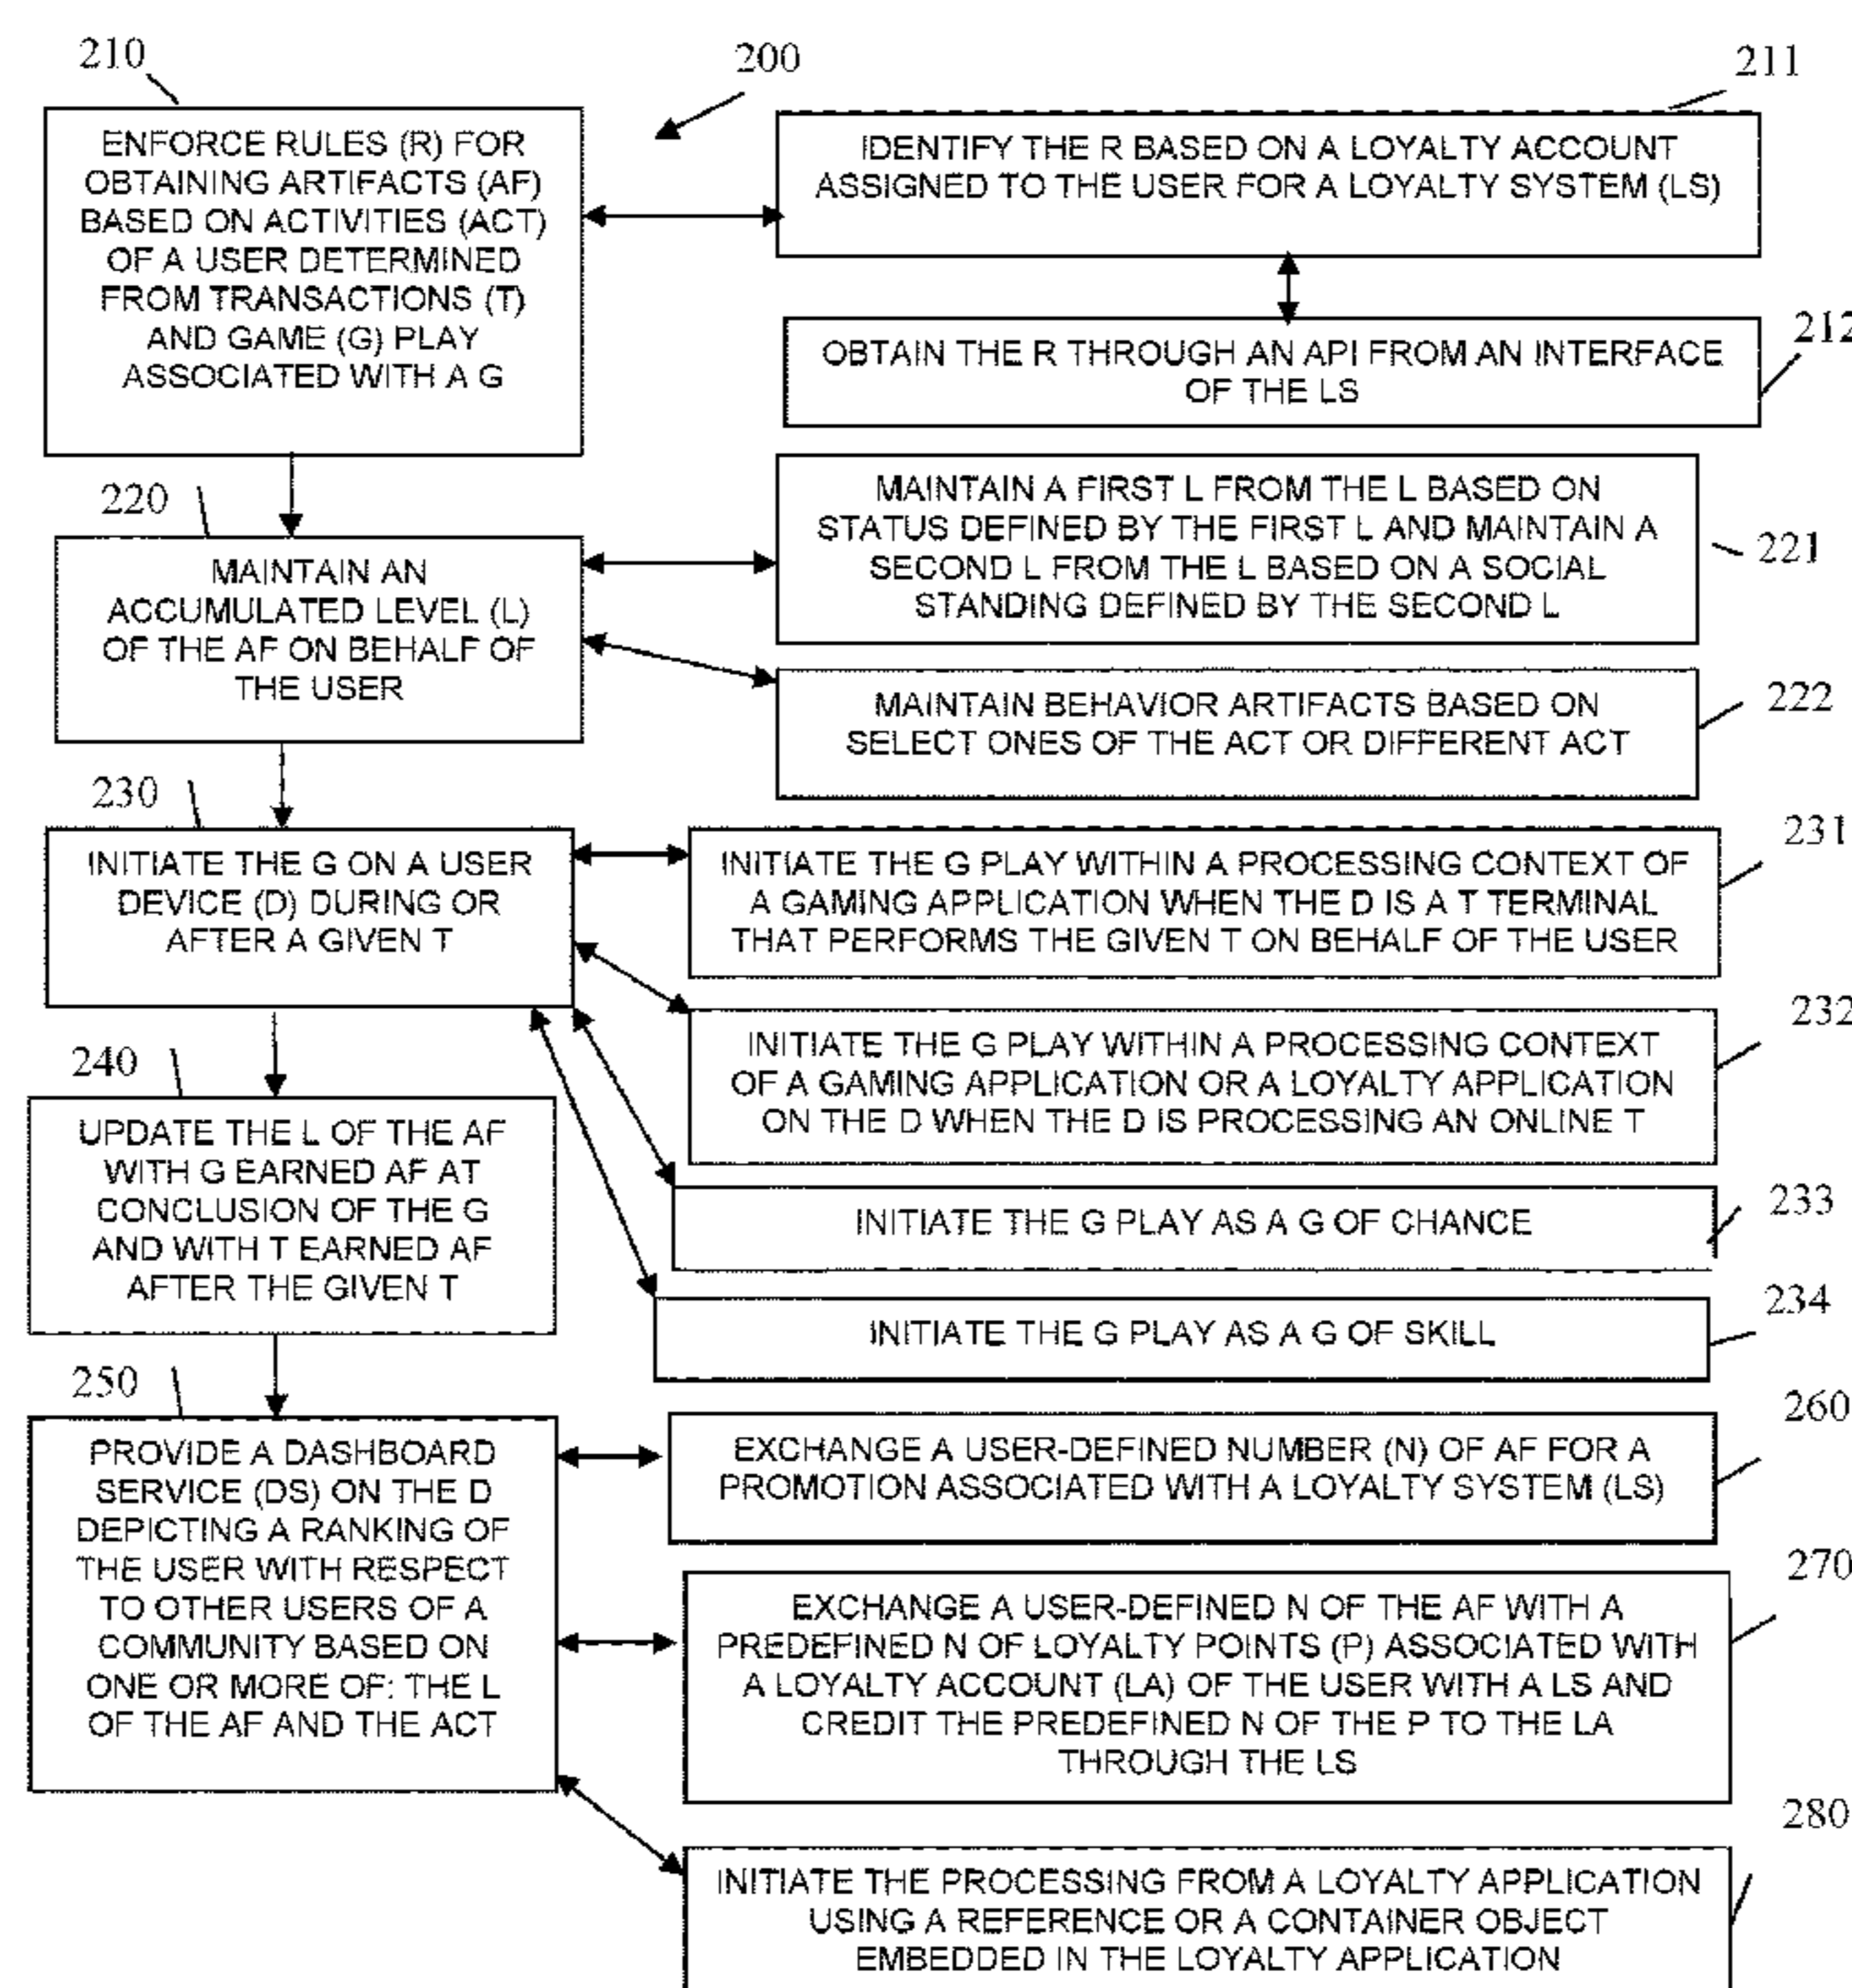 210
200
211
ENFORCE RULES (R) FOR
OBTAINING ARTIFACTS (AF)
BASED ON ACTIVITIES (ACT)
OF A USER DETERMINED
FROM TRANSACTIONS (T)
AND GAME (G) PLAY
ASSOCIATED WITH A G
IDENTIFY THE R BASED ON A LOYALTY ACCOUNT
ASSIGNED TO THE USER FOR A LOYALTY SYSTEM (LS)
212
OBTAIN THE R THROUGH AN API FROM AN INTERFACE
OF THE LS
220
MAINTAIN AN
ACCUMULATED LEVEL (L)
OF THE AF ON BEHALF OF
THE USER
MAINTAIN A FIRST L FROM THE L BASED ON
STATUS DEFINED BY THE FIRST L AND MAINTAIN A
SECOND L FROM THE L BASED ON A SOCIAL
STANDING DEFINED BY THE SECOND L
221
MAINTAIN BEHAVIOR ARTIFACTS BASED ON
SELECT ONES OF THE ACT OR DIFFERENT ACT
222
230
INITIATE THE G ON A USER
DEVICE (D) DURING OR
AFTER A GIVEN T
231
INITIATE THE G PLAY WITHIN A PROCESSING CONTEXT OF
A GAMING APPLICATION WHEN THE D IS A T TERMINAL
THAT PERFORMS THE GIVEN T ON BEHALF OF THE USER
232
INITIATE THE G PLAY WITHIN A PROCESSING CONTEXT
OF A GAMING APPLICATION OR A LOYALTY APPLICATION
ON THE D WHEN THE D IS PROCESSING AN ONLINE T
240
UPDATE THE L OF THE AF
WITH G EARNED AF AT
CONCLUSION OF THE G
AND WITH T EARNED AF
AFTER THE GIVEN T
233
INITIATE THE G PLAY AS A G OF CHANCE
234
INITIATE THE G PLAY AS A G OF SKILL
250
PROVIDE A DASHBOARD
SERVICE (DS) ON THE D
DEPICTING A RANKING OF
THE USER WITH RESPECT
TO OTHER USERS OF A
COMMUNITY BASED ON
ONE OR MORE OF: THE L
OF THE AF AND THE ACT
260
EXCHANGE A USER-DEFINED NUMBER (N) OF AF FOR A
PROMOTION ASSOCIATED WITH A LOYALTY SYSTEM (LS)
270
EXCHANGE A USER-DEFINED N OF THE AF WITH A
PREDEFINED N OF LOYALTY POINTS (P) ASSOCIATED WITH
A LOYALTY ACCOUNT (LA) OF THE USER WITH A LS AND
CREDIT THE PREDEFINED N OF THE P TO THE LA
THROUGH THE LS
280
INITIATE THE PROCESSING FROM A LOYALTY APPLICATION
USING A REFERENCE OR A CONTAINER OBJECT
EMBEDDED IN THE LOYALTY APPLICATION